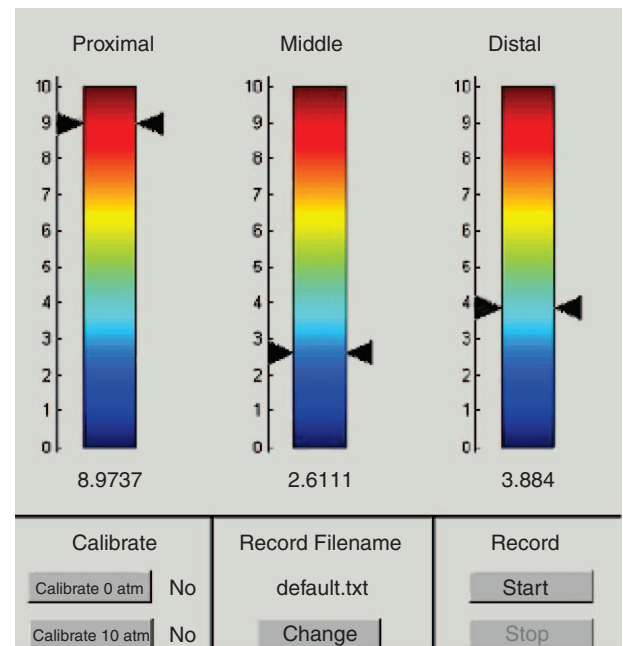 Proximal Middle Distal
10 10 10
9 9 9
8 8 8
7 7 7
6 6 6
5 5 5
4 4 4
3 3 3
2 2 2
1 1 1
0 0 0
8.9737 2.6111 3.884
Calibrate Record Filename Record
Calibrate 0 atm No default.txt Start
Calibrate 10 atm No Change Stop